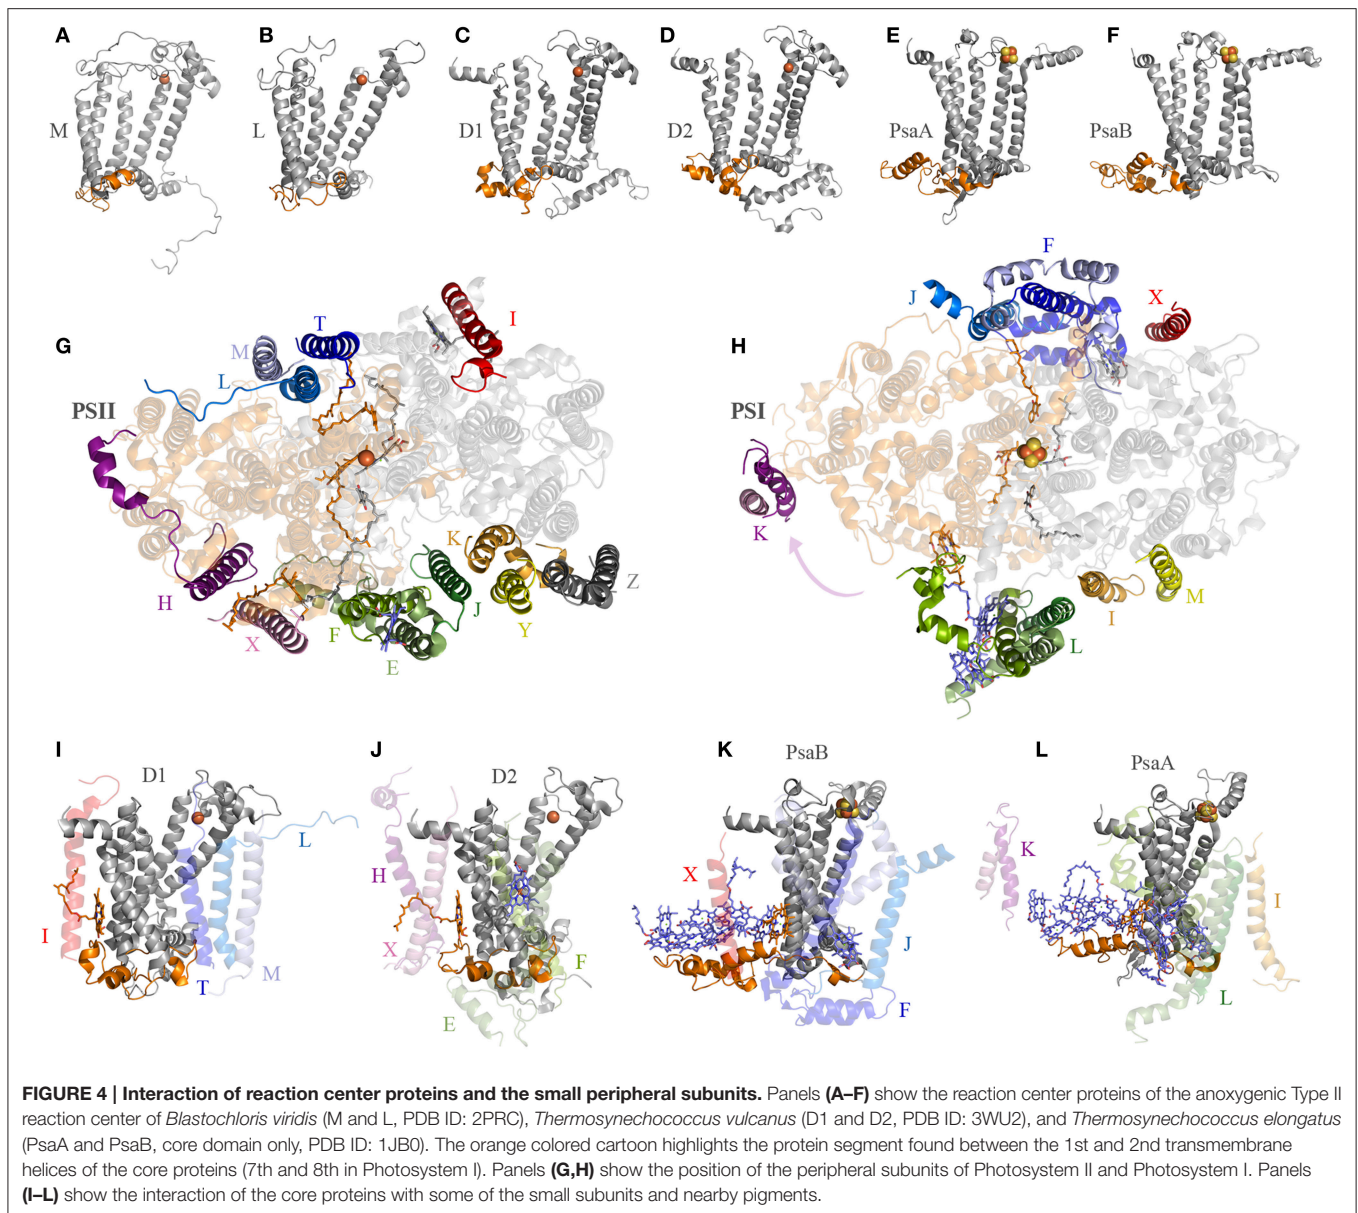 A B C D E F
M L D1 D2 PsaA PsaB
G
T
M
L
I
PSII
H
X
F
E
J
K
Y
Z
H
F
J
X
PSI
K
I
M
L
I J K L
D1 D2 PsaB PsaA
I
T
M
L
H
X
E
F
X
J
F
K
I
L
FIGURE 4 | Interaction of reaction center proteins and the small peripheral subunits. Panels (A–F) show the reaction center proteins of the anoxygenic Type II
reaction center of Blastochloris viridis (M and L, PDB ID: 2PRC), Thermosynechococcus vulcanus (D1 and D2, PDB ID: 3WU2), and Thermosynechococcus elongatus
(PsaA and PsaB, core domain only, PDB ID: 1JB0). The orange colored cartoon highlights the protein segment found between the 1st and 2nd transmembrane
helices of the core proteins (7th and 8th in Photosystem I). Panels (G,H) show the position of the peripheral subunits of Photosystem II and Photosystem I. Panels
(I–L) show the interaction of the core proteins with some of the small subunits and nearby pigments.